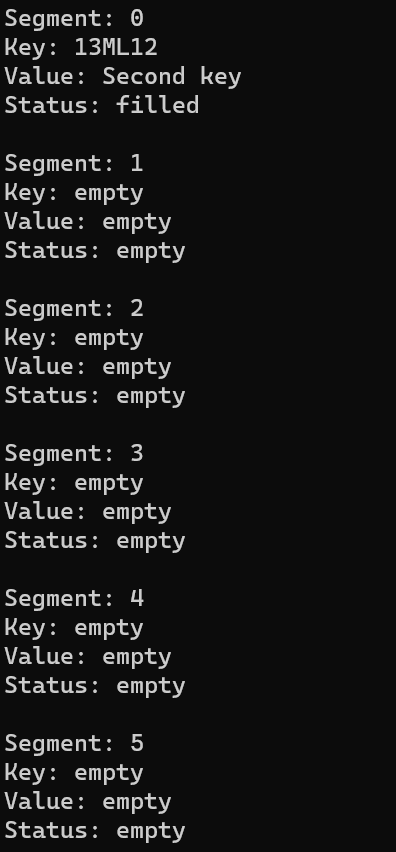 Segment: 0
Key: 13ML12
Value: Second key
Status: filled
Segment: 1
Key: empty
Value: empty
Status: empty
Segment: 2
Key: empty
Value: empty
Status: empty
Segment: 3
Key: empty
Value: empty
Status: empty
Segment: 4
Key: empty
Value: empty
Status: empty
Segment: 5
Key: empty
Value: empty
Status: empty